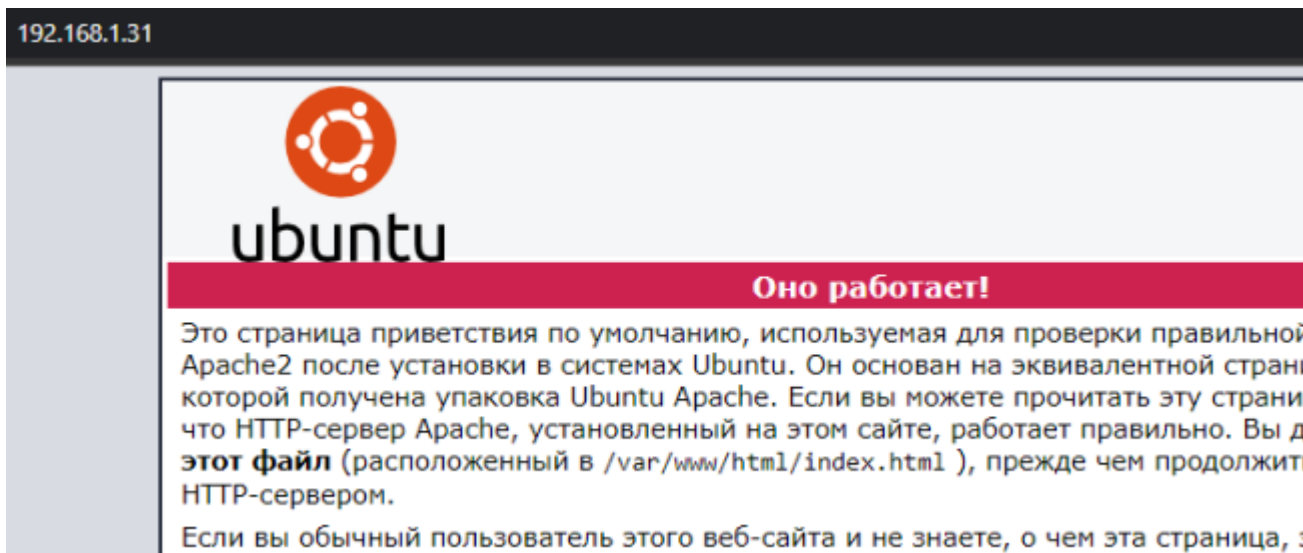 192.168.1.31
ubuntu
Оно работает!
Это страница приветствия по умолчанию, используемая для проверки правильной
Apache2 после установки в системах Ubuntu. Он основан на эквивалентной
которой получена упаковка Ubuntu Apache. Если вы можете прочитать эту
что HTTP-сервер Apache, установленный на этом сайте, работает правильно. Вы
этот файл (расположенный в /var/www/html/index.html ), прежде чем
HTTP-сервером.
Если вы обычный пользователь этого веб-сайта и не знаете, о чем эта страница,